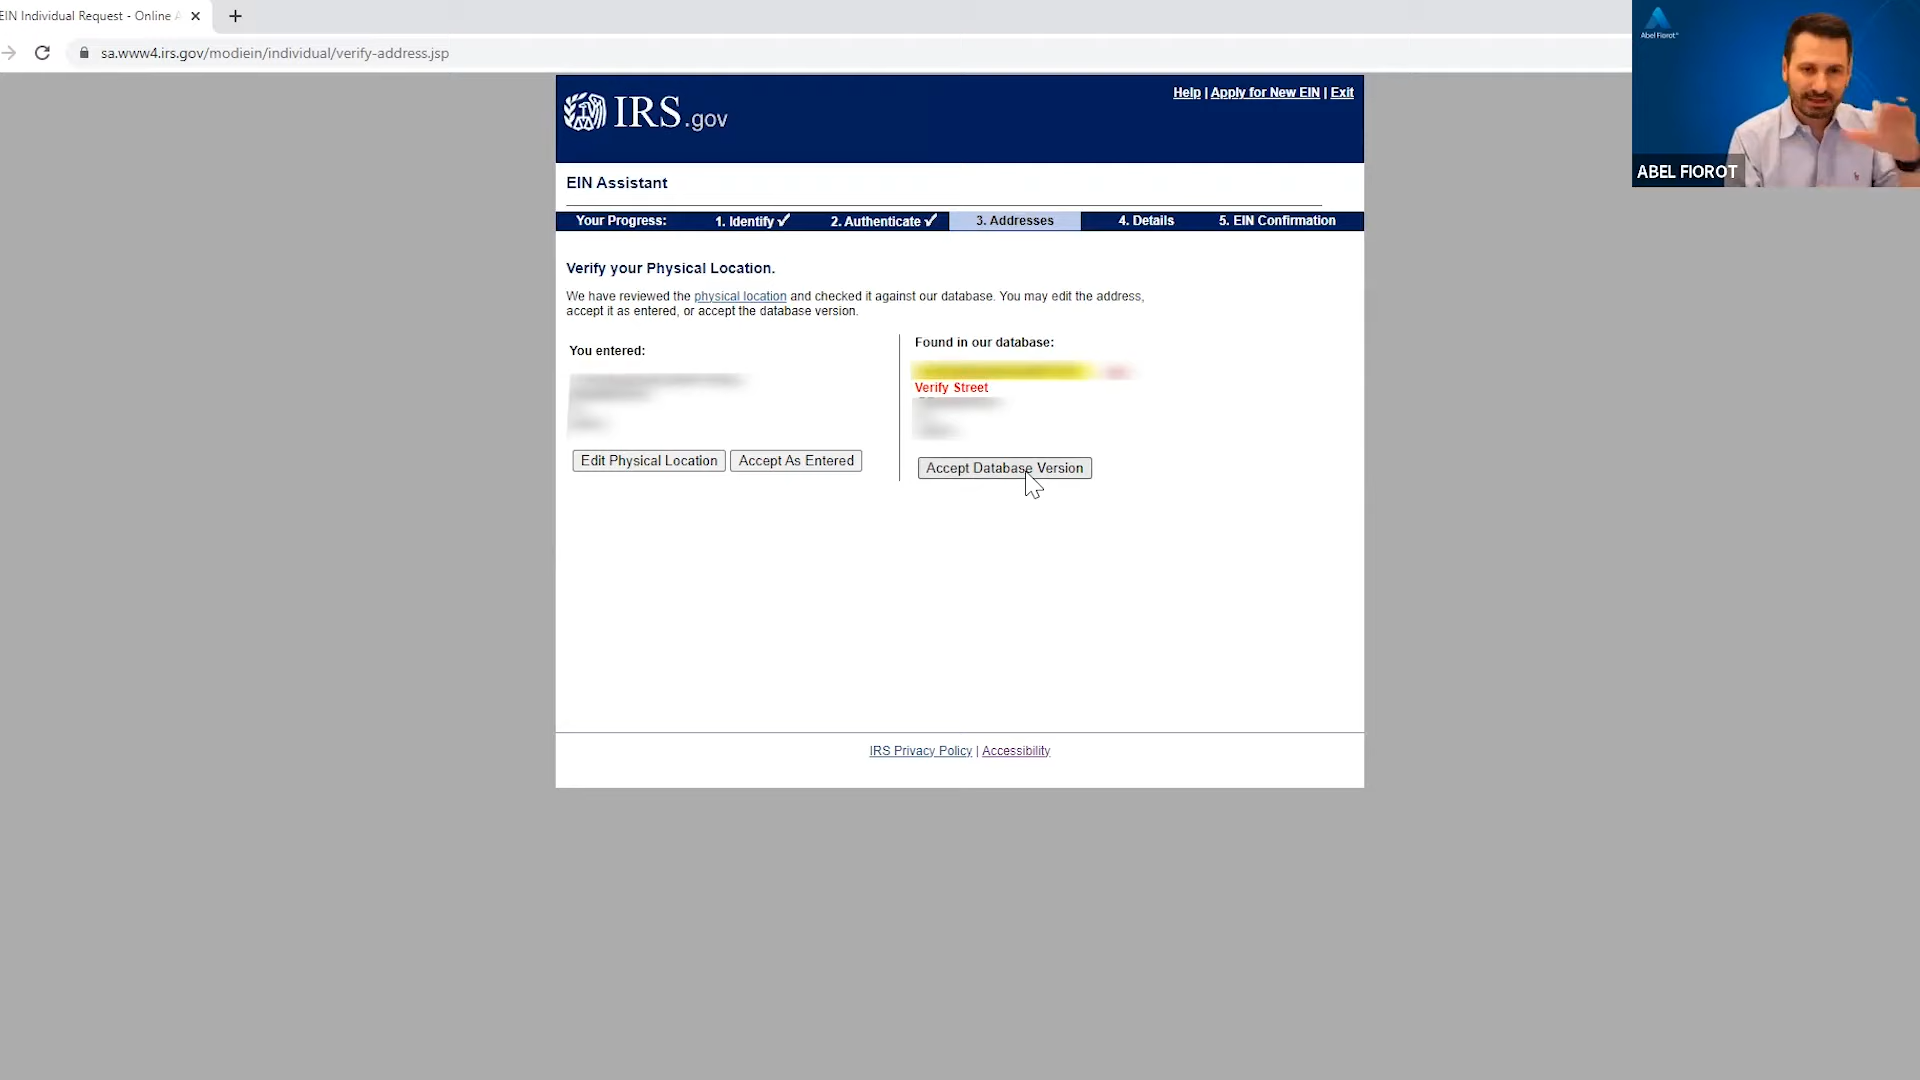 EIN Individual Request - Online
sa.www4.irs.gov/modiein/individual/verify-address.jsp
Abel Fiorot
ABEL FIOROT
IRS.gov
Help | Apply for New EIN | Exit
EIN Assistant
Your Progress: 1. Identify ✓ 2. Authenticate ✓ 3. Addresses 4. Details 5. EIN Confirmation
Verify your Physical Location.
We have reviewed the physical location and checked it against our database. You may edit the address,
accept it as entered, or accept the database version.
You entered:
Edit Physical Location Accept As Entered
Found in our database:
Verify Street
Accept Database Version
IRS Privacy Policy | Accessibility